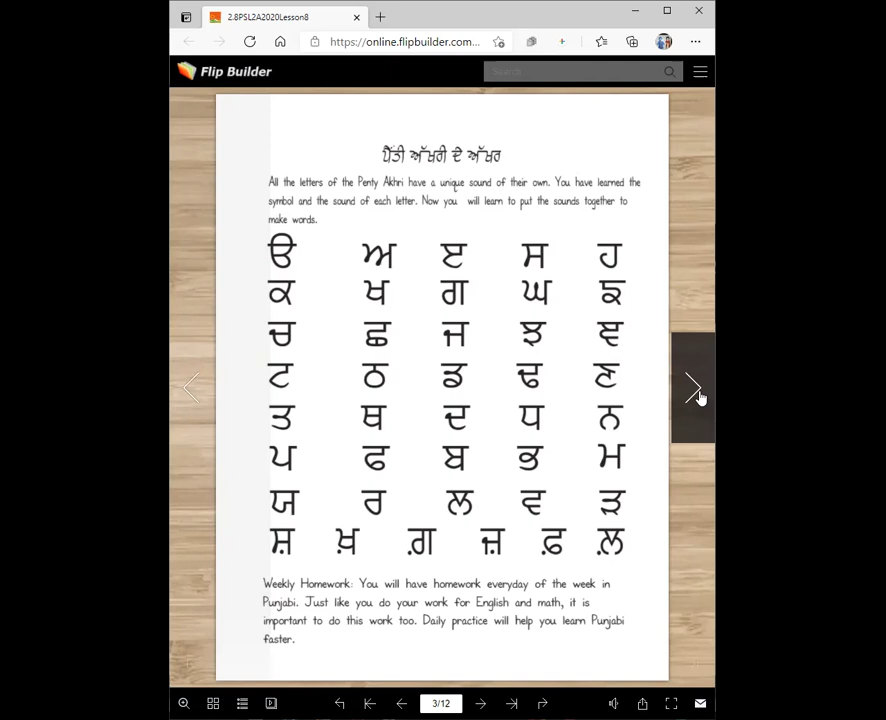 2.8PSL2A2020Lesson8
https://online.flipbuilder.com...
Flip Builder
Search
ਪੈਂਤੀ ਅੱਖਰੀ ਦੇ ਅੱਖਰ
All the letters of the Penty Akhri have a unique sound of their own. You have learned the
symbol and the sound of each letter. Now you will learn to put the sounds together to
make words.
ੳ ਅ ੲ ਸ ਹ
ਕ ਖ ਗ ਘ ਙ
ਚ ਛ ਜ ਝ ਞ
ਟ ਠ ਡ ਢ ਣ
ਤ ਥ ਦ ਧ ਨ
ਪ ਫ ਬ ਭ ਮ
ਯ ਰ ਲ ਵ ੜ
ਸ਼ ਖ਼ ਗ਼ ਜ਼ ਫ਼ ਲ਼
Weekly Homework: You will have homework everyday of the week in
Punjabi. Just like you do your work for English and math, it is
important to do this work too. Daily practice will help you learn Punjabi
faster.
3/12